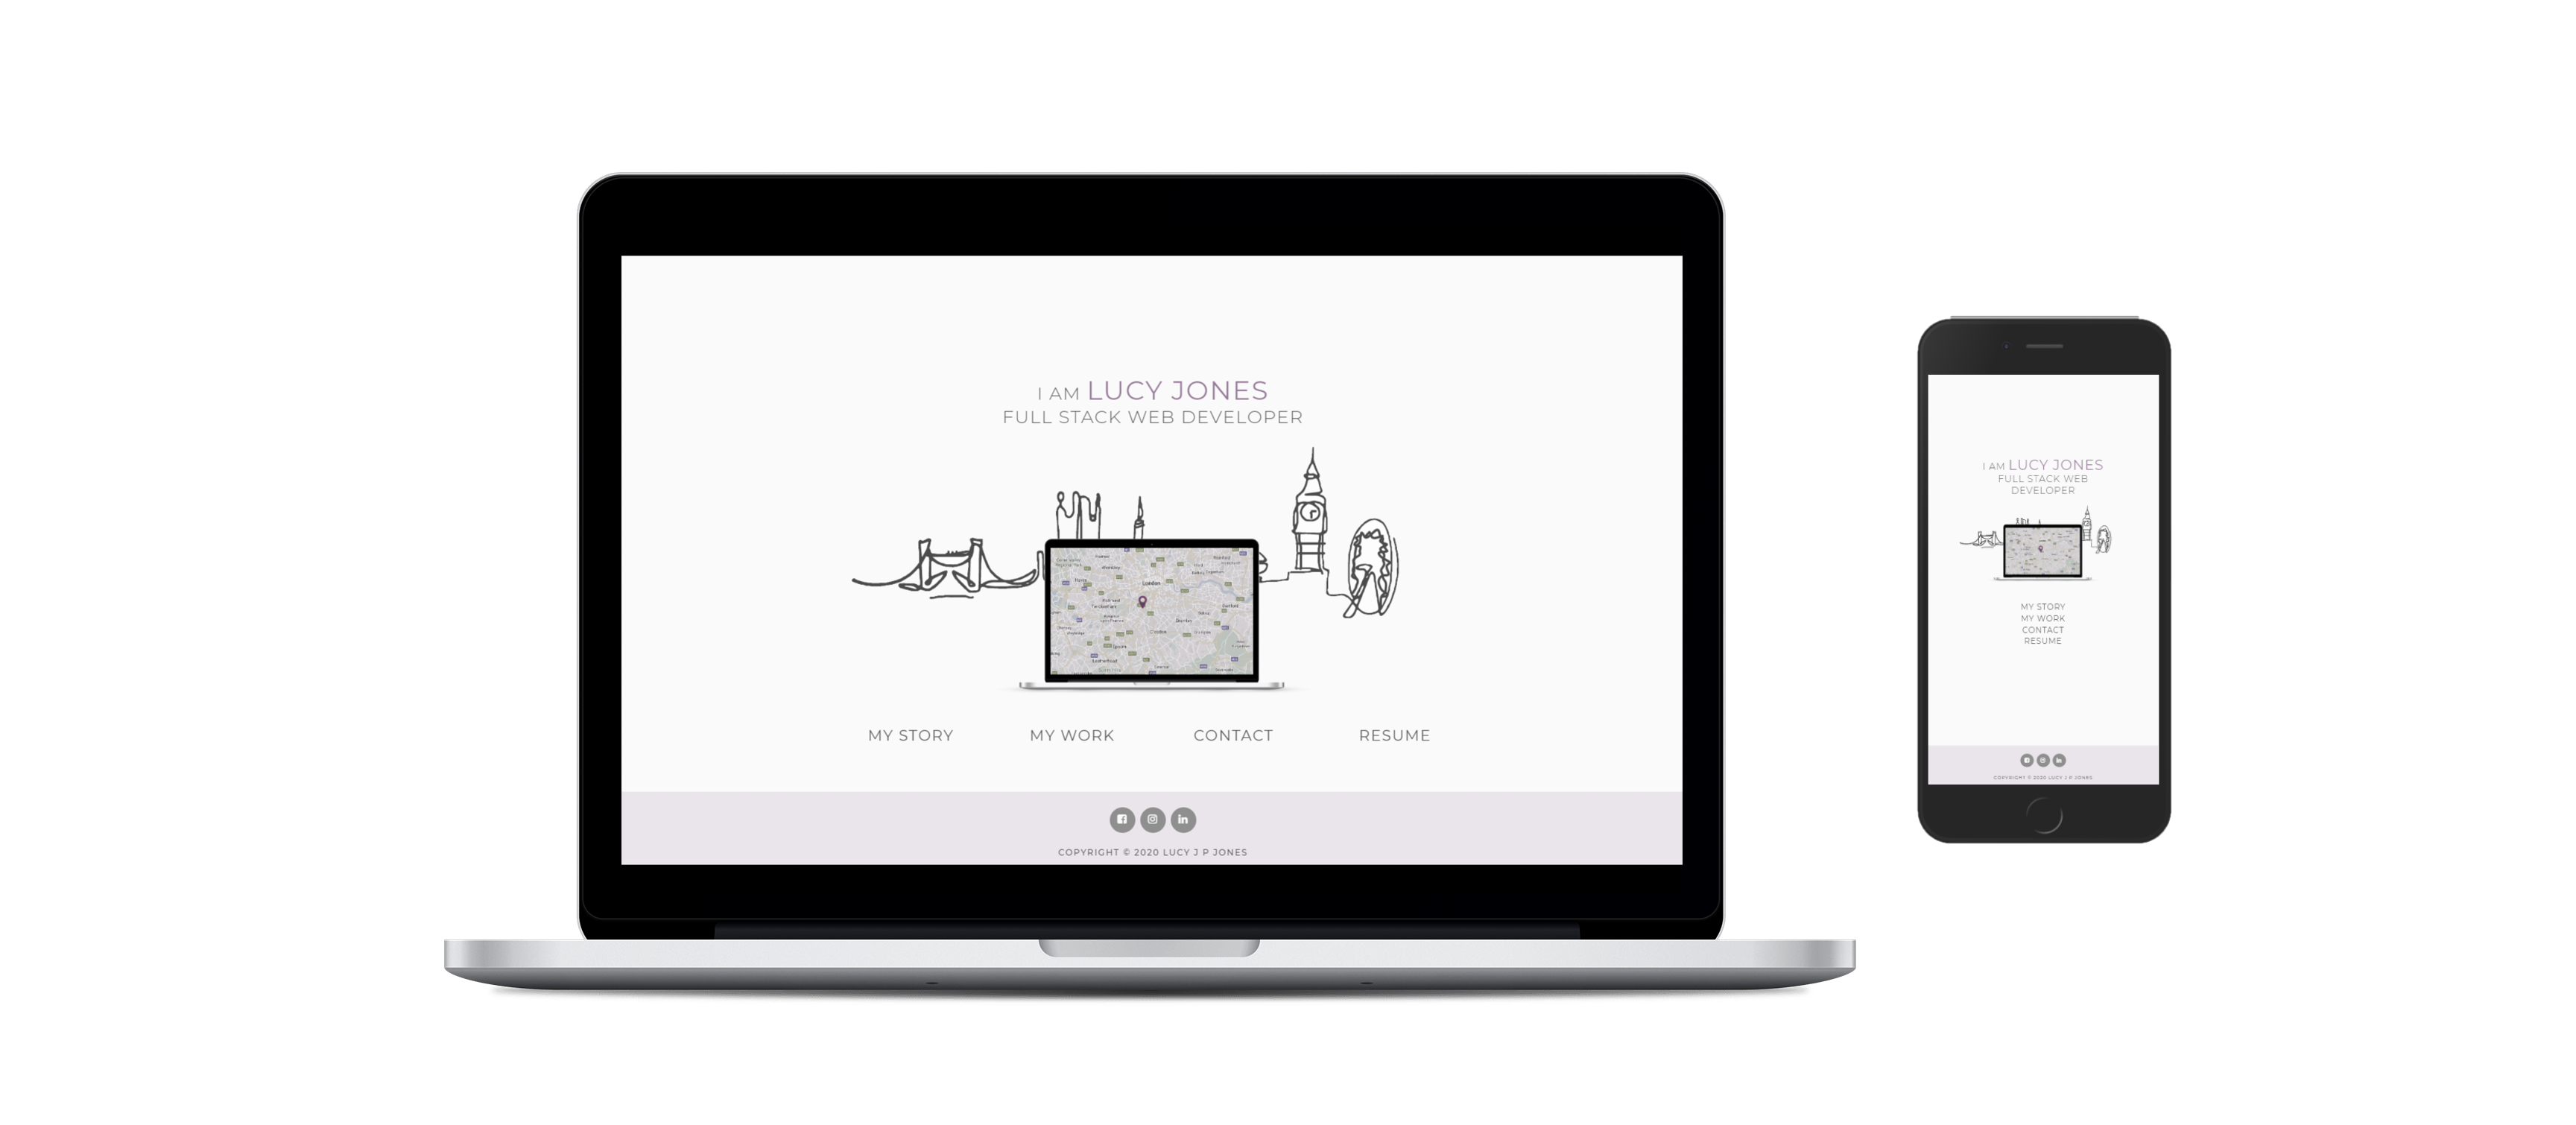 I AM LUCY JONES
FULL STACK WEB DEVELOPER
London
MY STORY
MY WORK
CONTACT
RESUME
COPYRIGHT © 2020 LUCY J P JONES
I AM LUCY JONES
FULL STACK WEB
DEVELOPER
MY STORY
MY WORK
CONTACT
RESUME
COPYRIGHT © 2020 LUCY J P JONES